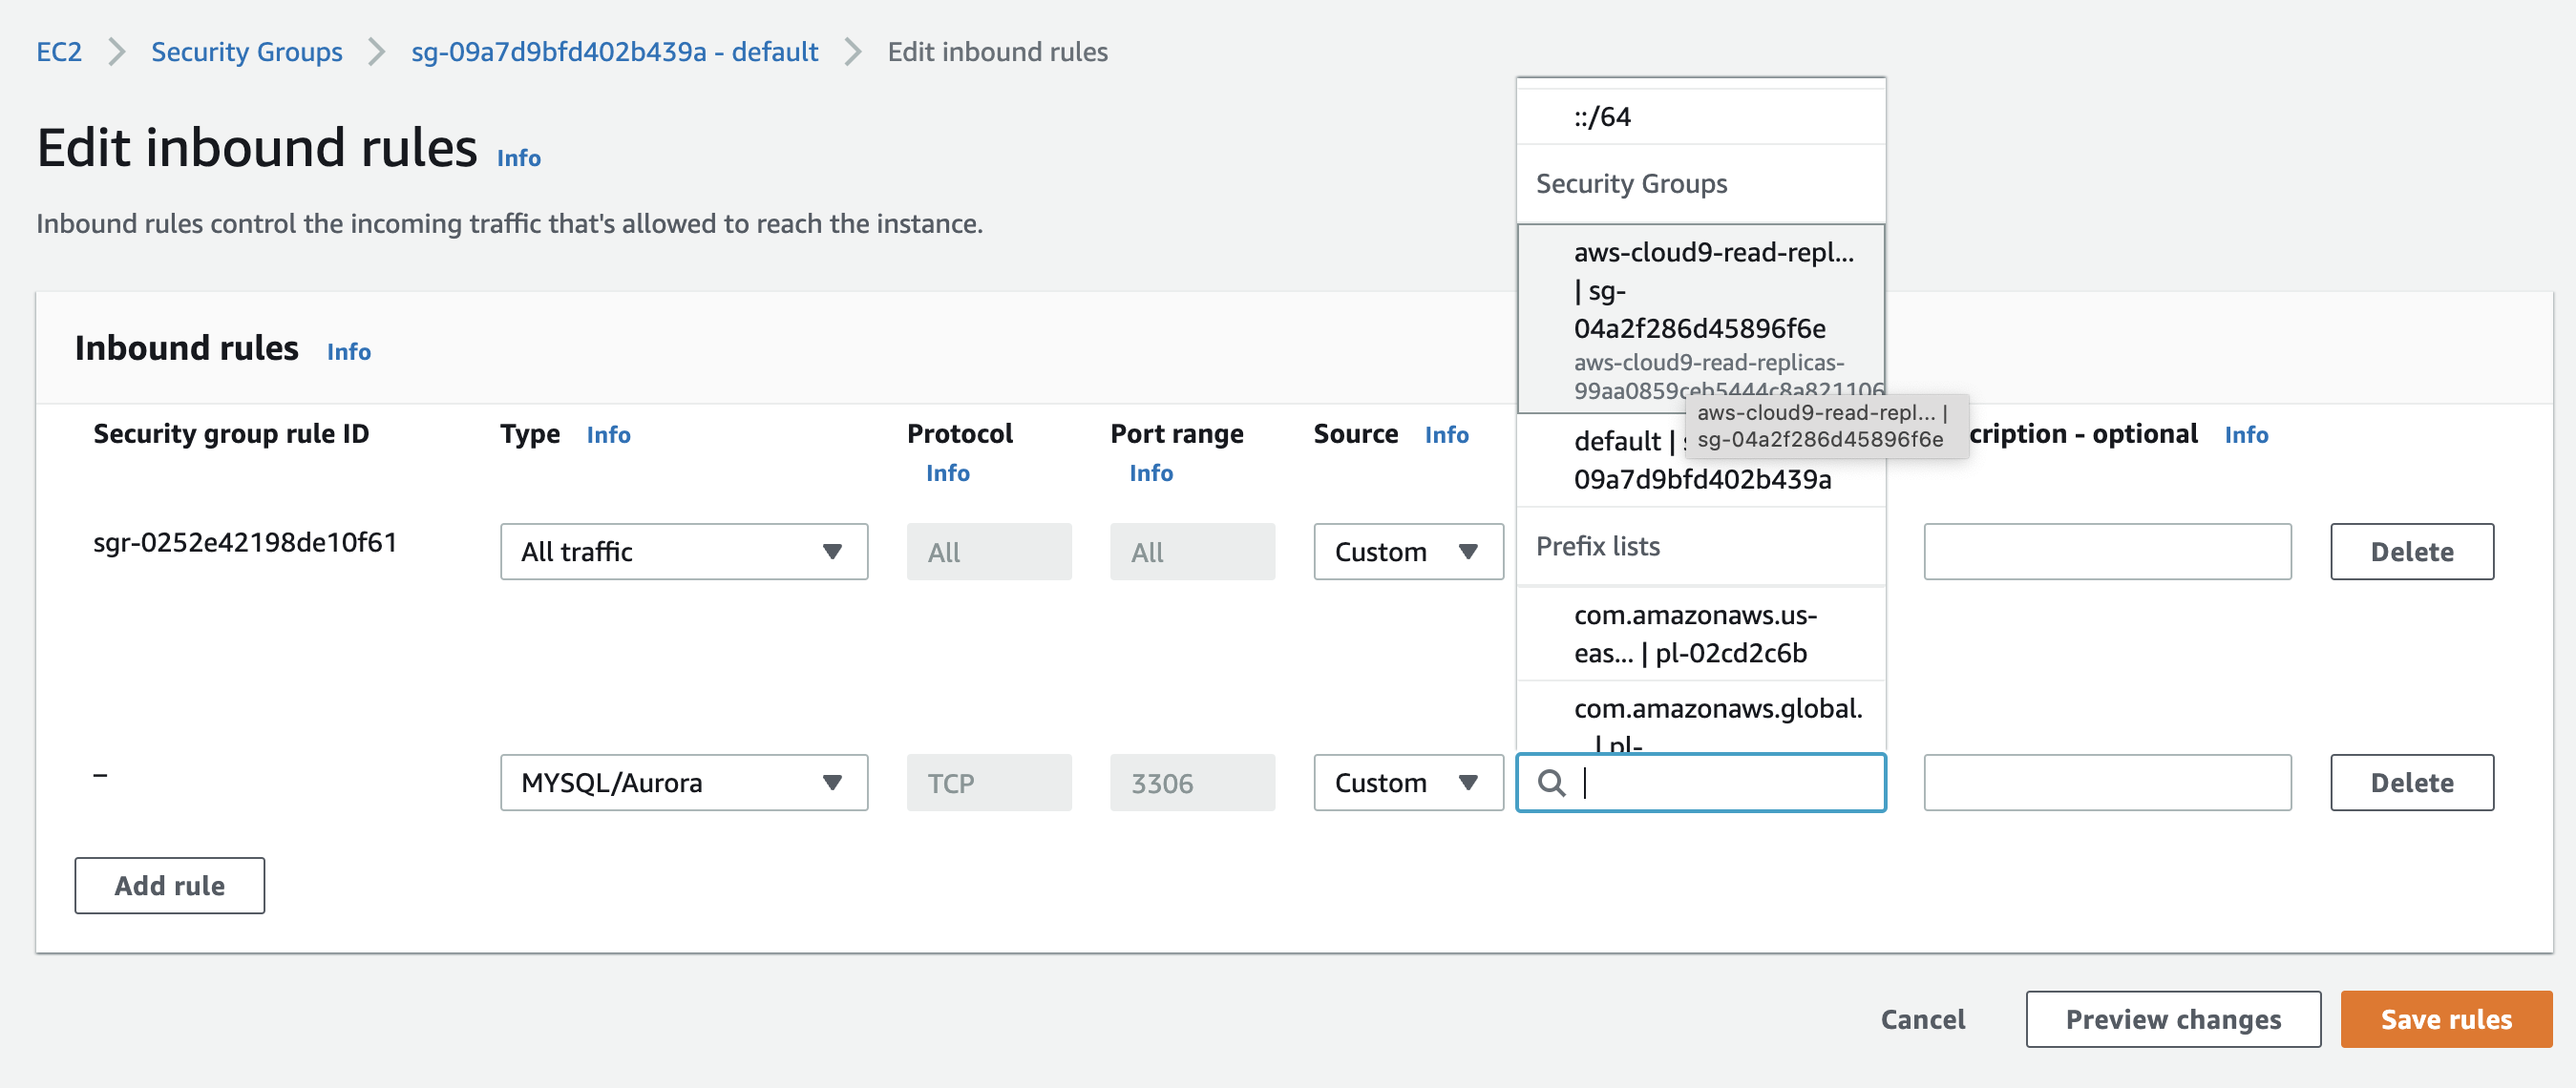 EC2 > Security Groups > sg-09a7d9bfd402b439a - default > Edit inbound rules
Edit inbound rules Info
Inbound rules control the incoming traffic that's allowed to reach the instance.
Inbound rules Info
Security group rule ID
Type Info
Protocol
Info
Port range
Info
Source Info
cription - optional Info
sgr-0252e42198de10f61
All traffic
All
All
Custom
Delete
–
MYSQL/Aurora
TCP
3306
Custom
Delete
::/64
Security Groups
aws-cloud9-read-repl...
| sg-
04a2f286d45896f6e
aws-cloud9-read-replicas-
99aa0859ceb5444c8a821106
aws-cloud9-read-repl... |
sg-04a2f286d45896f6e
default |
09a7d9bfd402b439a
Prefix lists
com.amazonaws.us-
eas... | pl-02cd2c6b
com.amazonaws.global.
| pl-
Add rule
Cancel
Preview changes
Save rules